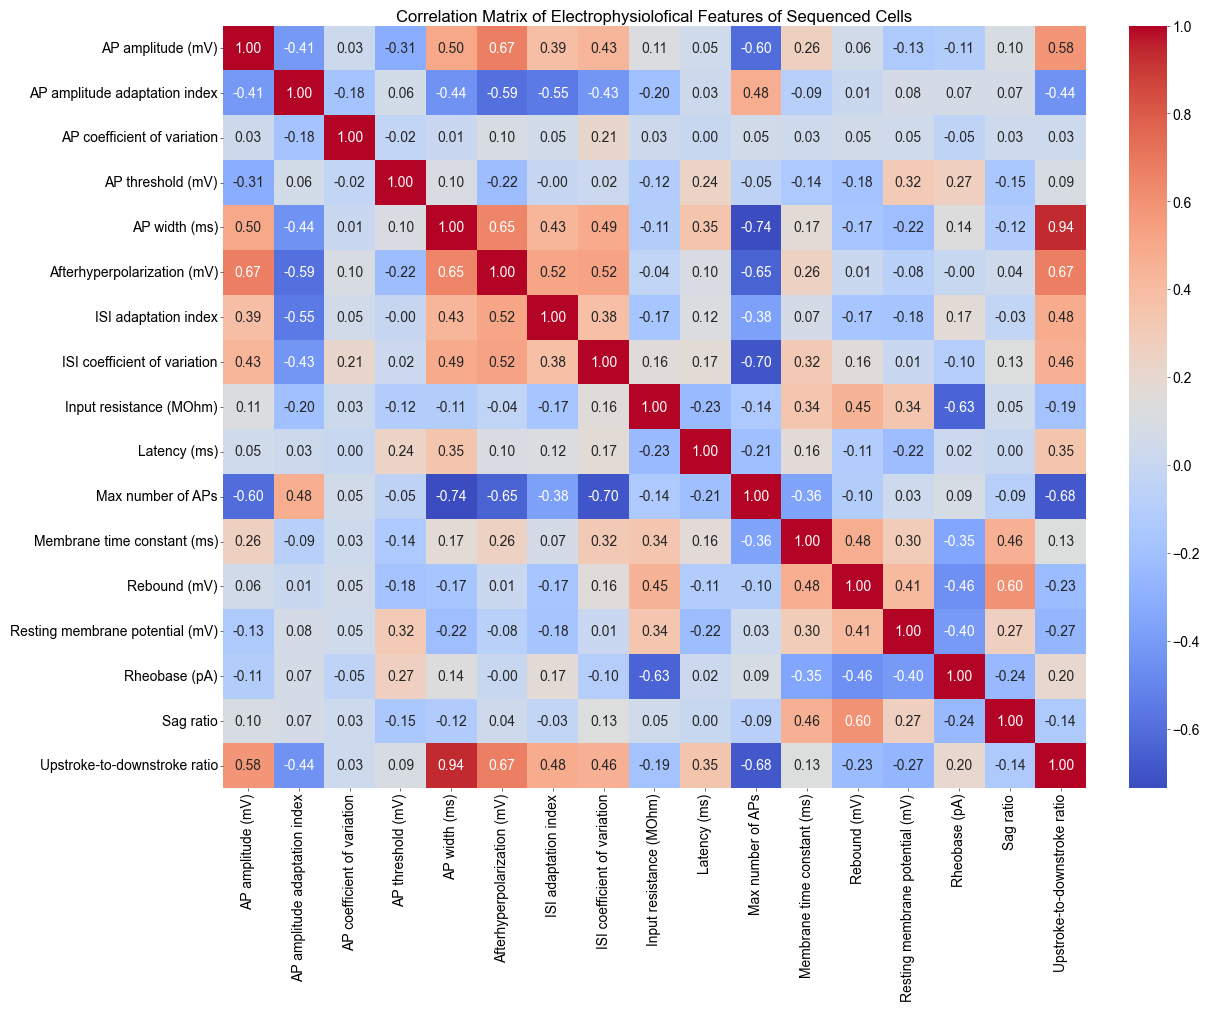 Correlation Matrix of Electrophysiolofical Features of Sequenced Cells
AP amplitude (mV) 1.00 -0.41 0.03 -0.31 0.50 0.67 0.39 0.43 0.11 0.05 -0.60 0.26 0.06 -0.13 -0.11 0.10 0.58
AP amplitude adaptation index -0.41 1.00 -0.18 0.06 -0.44 -0.59 -0.55 -0.43 -0.20 0.03 0.48 -0.09 0.01 0.08 0.07 0.07 -0.44
AP coefficient of variation 0.03 -0.18 1.00 -0.02 0.01 0.10 0.05 0.21 0.03 0.00 0.05 0.03 0.05 0.05 -0.05 0.03 0.03
AP threshold (mV) -0.31 0.06 -0.02 1.00 0.10 -0.22 -0.00 0.02 -0.12 0.24 -0.05 -0.14 -0.18 0.32 0.27 -0.15 0.09
AP width (ms) 0.50 -0.44 0.01 0.10 1.00 0.65 0.43 0.49 -0.11 0.35 -0.74 0.17 -0.17 -0.22 0.14 -0.12 0.94
Afterhyperpolarization (mV) 0.67 -0.59 0.10 -0.22 0.65 1.00 0.52 0.52 -0.04 0.10 -0.65 0.26 0.01 -0.08 -0.00 0.04 0.67
ISI adaptation index 0.39 -0.55 0.05 -0.00 0.43 0.52 1.00 0.38 -0.17 0.12 -0.38 0.07 -0.17 -0.18 0.17 -0.03 0.48
ISI coefficient of variation 0.43 -0.43 0.21 0.02 0.49 0.52 0.38 1.00 0.16 0.17 -0.70 0.32 0.16 0.01 -0.10 0.13 0.46
Input resistance (MOhm) 0.11 -0.20 0.03 -0.12 -0.11 -0.04 -0.17 0.16 1.00 -0.23 -0.14 0.34 0.45 0.34 -0.63 0.05 -0.19
Latency (ms) 0.05 0.03 0.00 0.24 0.35 0.10 0.12 0.17 -0.23 1.00 -0.21 0.16 -0.11 -0.22 0.02 0.00 0.35
Max number of APs -0.60 0.48 0.05 -0.05 -0.74 -0.65 -0.38 -0.70 -0.14 -0.21 1.00 -0.36 -0.10 0.03 0.09 -0.09 -0.68
Membrane time constant (ms) 0.26 -0.09 0.03 -0.14 0.17 0.26 0.07 0.32 0.34 0.16 -0.36 1.00 0.48 0.30 -0.35 0.46 0.13
Rebound (mV) 0.06 0.01 0.05 -0.18 -0.17 0.01 -0.17 0.16 0.45 -0.11 -0.10 0.48 1.00 0.41 -0.46 0.60 -0.23
Resting membrane potential (mV) -0.13 0.08 0.05 0.32 -0.22 -0.08 -0.18 0.01 0.34 -0.22 0.03 0.30 0.41 1.00 -0.40 0.27 -0.27
Rheobase (pA) -0.11 0.07 -0.05 0.27 0.14 -0.00 0.17 -0.10 -0.63 0.02 0.09 -0.35 -0.46 -0.40 1.00 -0.24 0.20
Sag ratio 0.10 0.07 0.03 -0.15 -0.12 0.04 -0.03 0.13 0.05 0.00 -0.09 0.46 0.60 0.27 -0.24 1.00 -0.14
Upstroke-to-downstroke ratio 0.58 -0.44 0.03 0.09 0.94 0.67 0.48 0.46 -0.19 0.35 -0.68 0.13 -0.23 -0.27 0.20 -0.14 1.00
AP amplitude (mV)
AP amplitude adaptation index
AP coefficient of variation
AP threshold (mV)
AP width (ms)
Afterhyperpolarization (mV)
ISI adaptation index
ISI coefficient of variation
Input resistance (MOhm)
Latency (ms)
Max number of APs
Membrane time constant (ms)
Rebound (mV)
Resting membrane potential (mV)
Rheobase (pA)
Sag ratio
Upstroke-to-downstroke ratio
1.0
0.8
0.6
0.4
0.2
0.0
−0.2
−0.4
−0.6